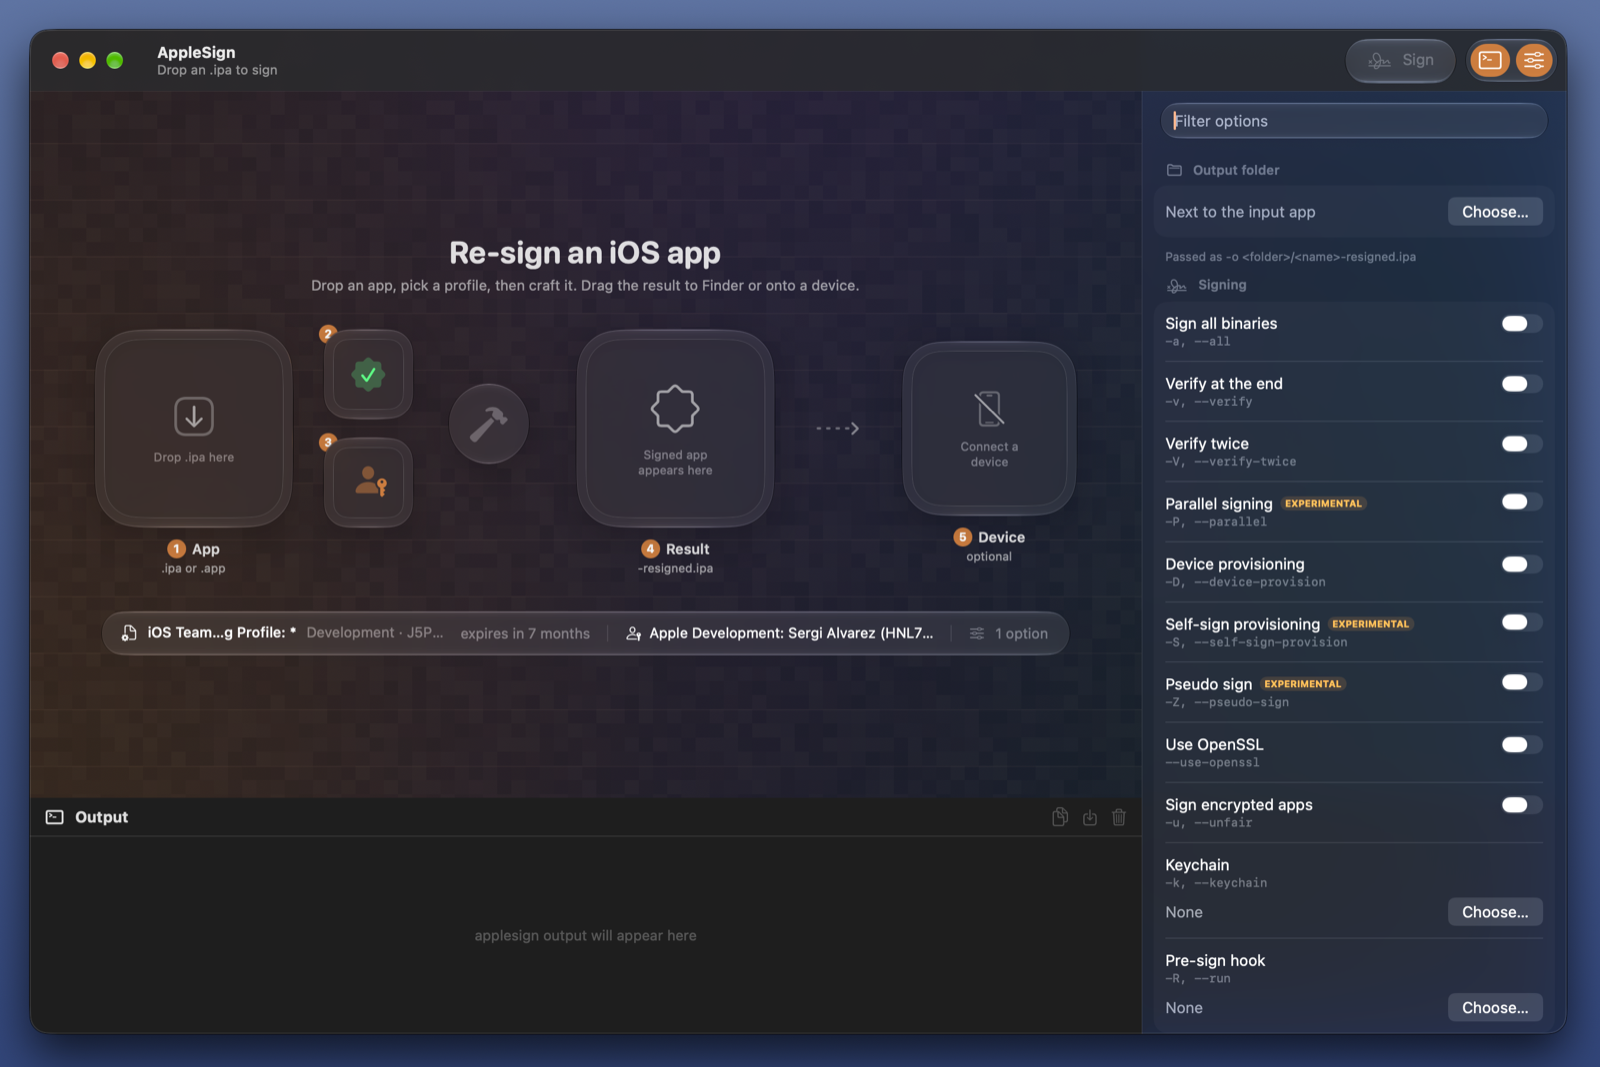 AppleSign
Drop an .ipa to sign
Sign
Re-sign an iOS app
Drop an app, pick a profile, then craft it. Drag the result to Finder or onto a device.
Drop .ipa here
1 App
.ipa or .app
2
3
Signed app
appears here
4 Result
-resigned.ipa
Connect a
device
5 Device
optional
iOS Team...g Profile: * Development · J5P... expires in 7 months Apple Development: Sergi Alvarez (HNL7... 1 option
Output
applesign output will appear here
Filter options
Output folder
Next to the input app Choose...
Passed as -o <folder>/<name>-resigned.ipa
Signing
Sign all binaries
-a, --all
Verify at the end
-v, --verify
Verify twice
-V, --verify-twice
Parallel signing EXPERIMENTAL
-P, --parallel
Device provisioning
-D, --device-provision
Self-sign provisioning EXPERIMENTAL
-S, --self-sign-provision
Pseudo sign EXPERIMENTAL
-Z, --pseudo-sign
Use OpenSSL
--use-openssl
Sign encrypted apps
-u, --unfair
Keychain
-k, --keychain
None Choose...
Pre-sign hook
-R, --run
None Choose...